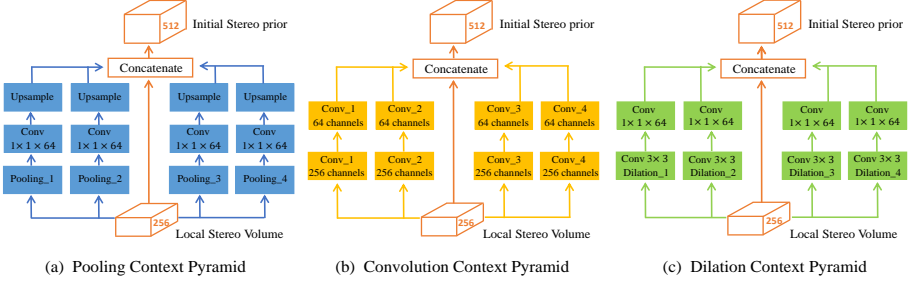 512
Initial Stereo prior
Concatenate
Upsample
Upsample
Upsample
Upsample
Conv
1× 1 × 64
Conv
1× 1 × 64
Conv
1× 1 × 64
Conv
1× 1 × 64
Pooling_1
Pooling_2
Pooling_3
Pooling_4
256
Local Stereo Volume
(a) Pooling Context Pyramid
512
Initial Stereo prior
Concatenate
Conv_1
64 channels
Conv_2
64 channels
Conv_3
64 channels
Conv_4
64 channels
Conv_1
256 channels
Conv_2
256 channels
Conv_3
256 channels
Conv_4
256 channels
256
Local Stereo Volume
(b) Convolution Context Pyramid
512
Initial Stereo prior
Concatenate
Conv
1× 1 × 64
Conv
1× 1 × 64
Conv
1× 1 × 64
Conv
1× 1 × 64
Conv 3× 3
Dilation_1
Conv 3× 3
Dilation_2
Conv 3× 3
Dilation_3
Conv 3× 3
Dilation_4
256
Local Stereo Volume
(c) Dilation Context Pyramid